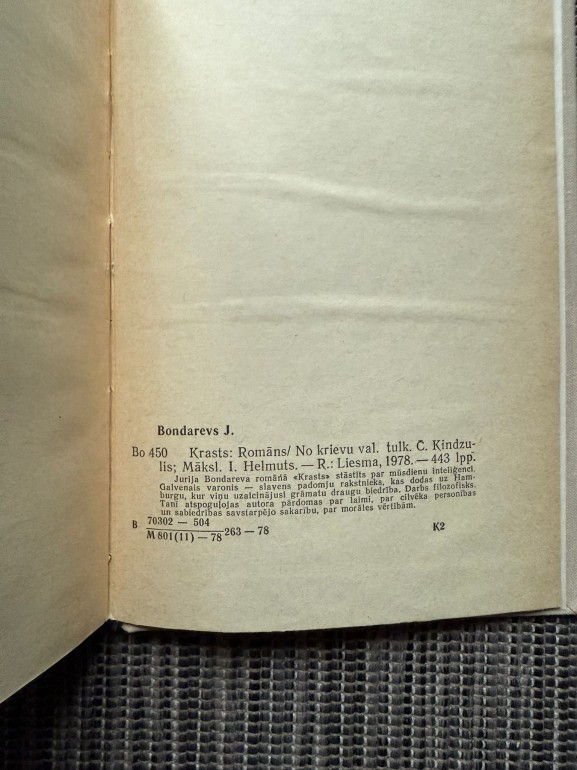 Bondarevs J.
Bo 450 Krasts: Romāns/ No krievu val. tulk. Č. Ķindzu-
lis; Māksl. I. Helmuts. — R.: Liesma, 1978. — 443 lpp.
Jurija Bondareva romānā «Krasts» stāstīts par mūsdienu inteliģenci.
Galvenais varonis — slavens padomju rakstnieks, kas dodas uz Ham-
burgu, kur viņu uzaicinājusi grāmatu draugu biedrība. Darbs filozofisks.
Tanī atspoguļojas autora pārdomas par laimi, par cilvēka personības
un sabiedrības savstarpējo sakarību, par morāles vērtībām.
B 70302 — 504
M 801(11) — 78 263 — 78 K2